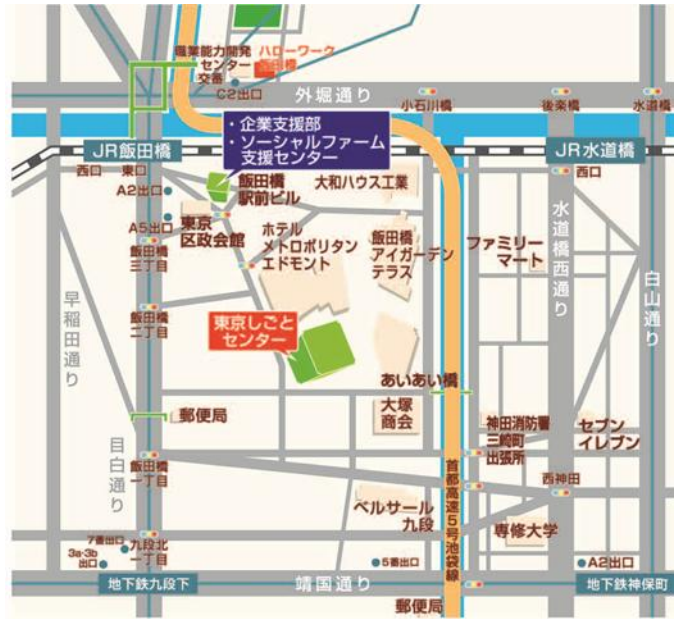 職業能力開発
センター
ハローワーク
飯田橋
交番
C2出口
外堀通り
小石川橋
後楽橋
水道橋
・企業支援部
・ソーシャルファーム
支援センター
JR飯田橋
JR水道橋
西口
東口
西口
A2出口
飯田橋
駅前ビル
大和ハウス工業
A5出口
東京
区政会館
ホテル
メトロポリタン
エドモント
飯田橋
アイガーデン
テラス
ファミリー
マート
水道橋西通り
白山通り
飯田橋
三丁目
早稲田通り
飯田橋
二丁目
東京しごと
センター
あいあい橋
郵便局
大塚
商会
神田消防署
三崎町
出張所
セブン
イレブン
目白通り
飯田橋
一丁目
首都高速5号池袋線
西神田
ベルサール
九段
専修大学
7番出口
3a・3b
出口
九段北
一丁目
5番出口
A2出口
地下鉄九段下
靖国通り
地下鉄神保町
郵便局